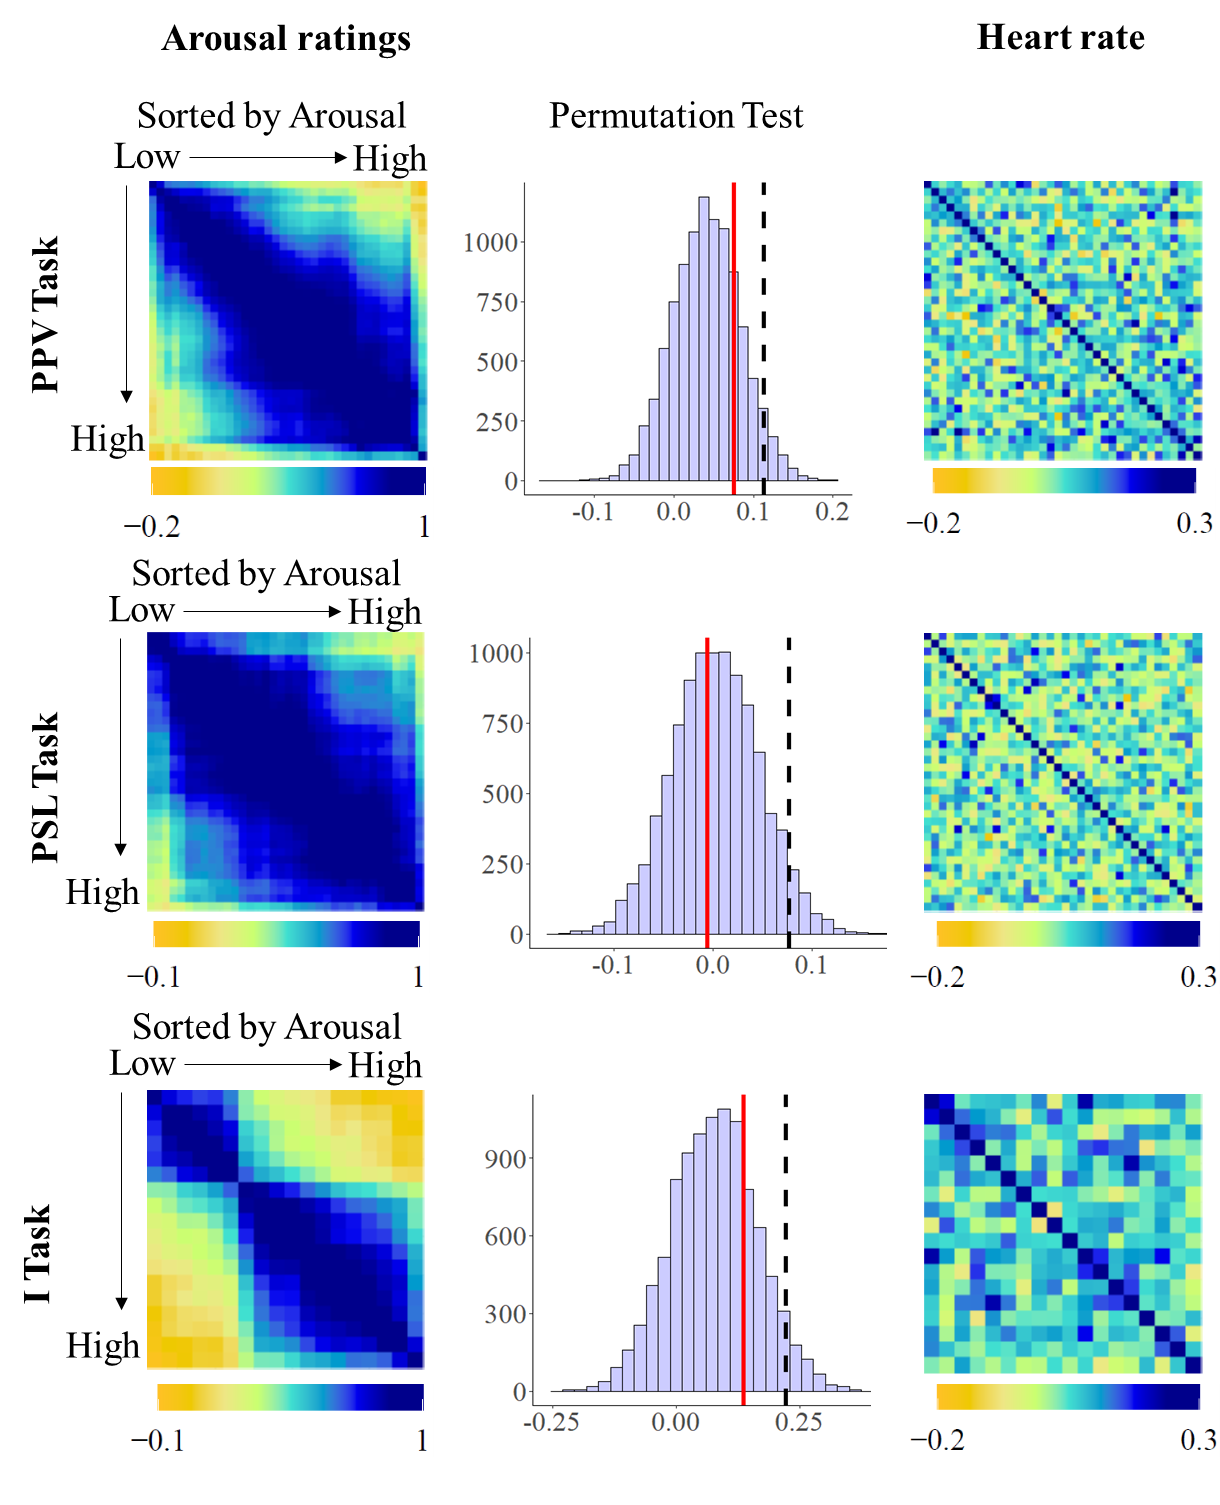 Arousal ratings
Heart rate
Sorted by Arousal
Permutation Test
Low
High
PPV Task
High
1000
750
500
250
0
-0.1
0.0
0.1
0.2
−0.2
1
−0.2
0.3
Sorted by Arousal
Low
High
PSL Task
High
1000
750
500
250
0
-0.1
0.0
0.1
−0.1
1
−0.2
0.3
Sorted by Arousal
Low
High
I Task
High
900
600
300
0
-0.25
0.00
0.25
−0.1
1
−0.2
0.3